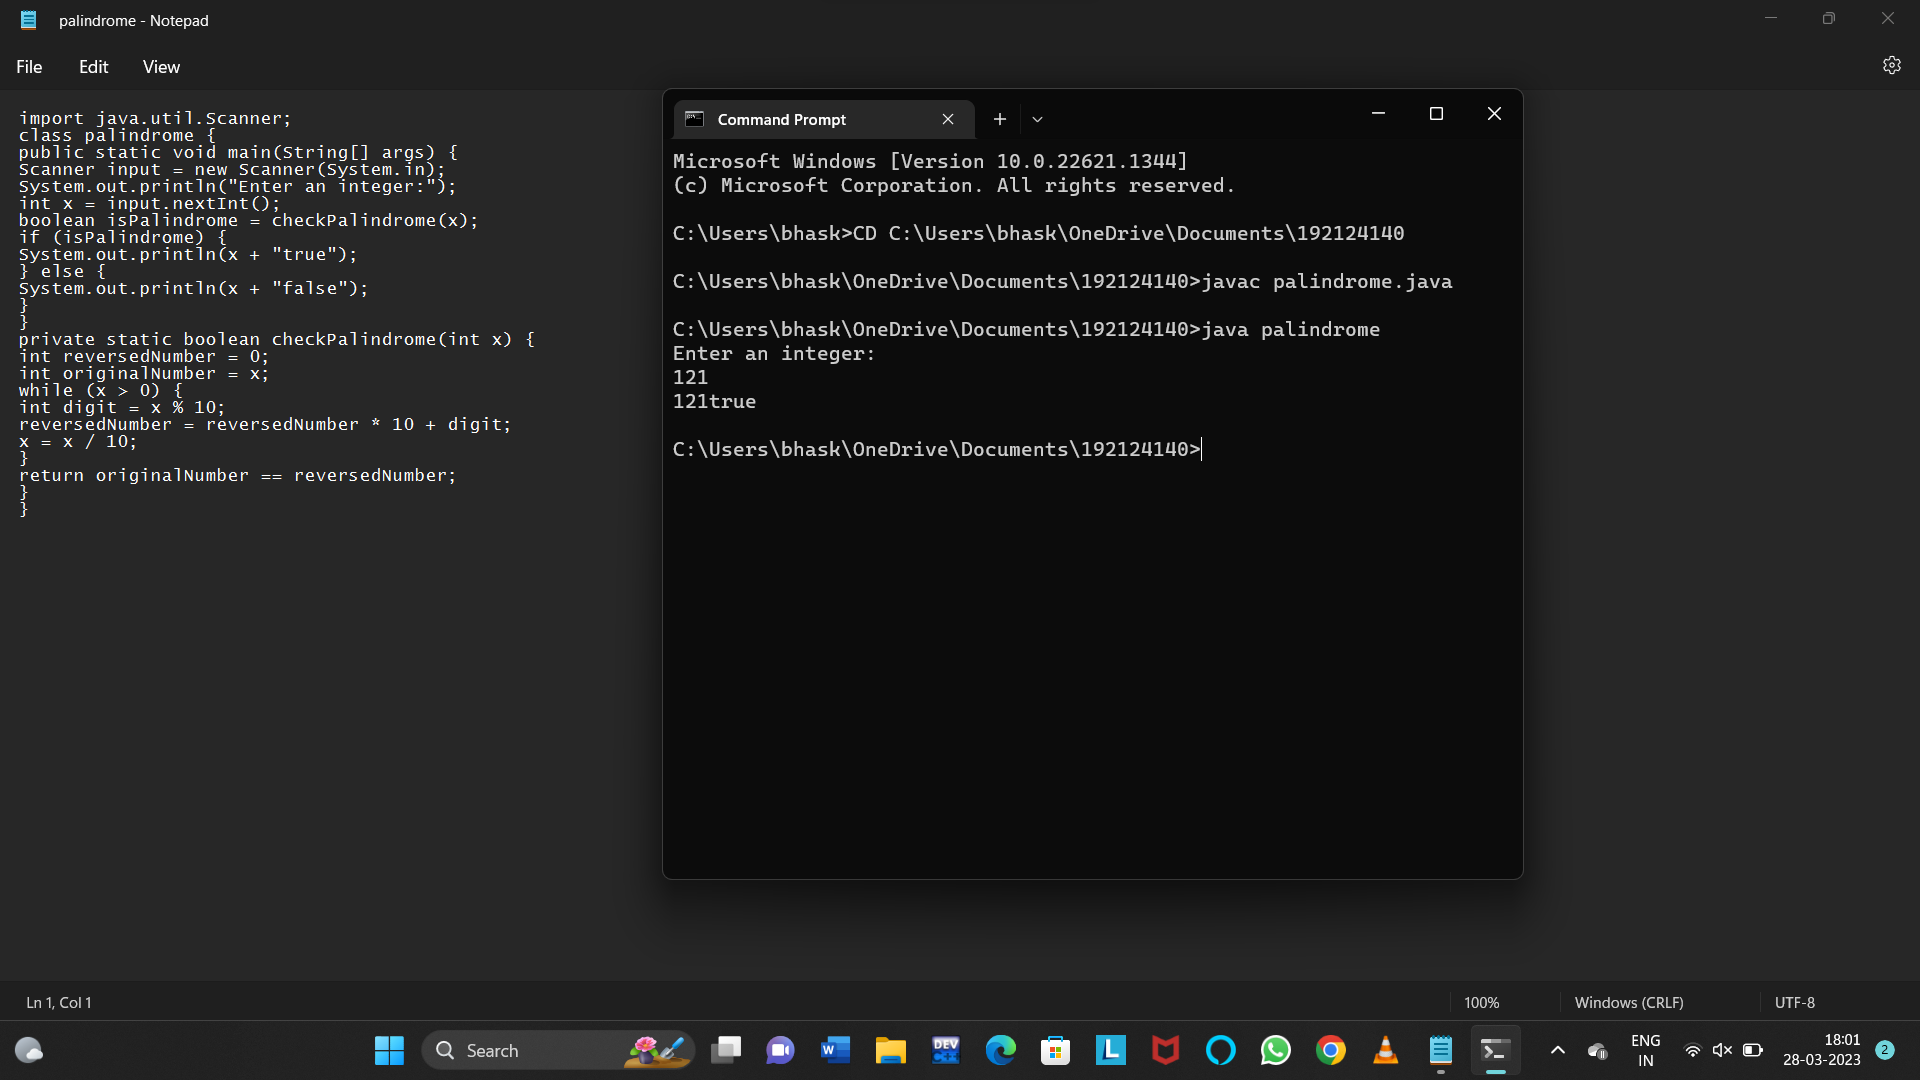 palindrome - Notepad
File Edit View
import java.util.Scanner;
class palindrome {
public static void main(String[] args) {
Scanner input = new Scanner(System.in);
System.out.println("Enter an integer:");
int x = input.nextInt();
boolean isPalindrome = checkPalindrome(x);
if (isPalindrome) {
System.out.println(x + "true");
} else {
System.out.println(x + "false");
}
}
private static boolean checkPalindrome(int x) {
int reversedNumber = 0;
int originalNumber = x;
while (x > 0) {
int digit = x % 10;
reversedNumber = reversedNumber * 10 + digit;
x = x / 10;
}
return originalNumber == reversedNumber;
}
}
Command Prompt
Microsoft Windows [Version 10.0.22621.1344]
(c) Microsoft Corporation. All rights reserved.
C:\Users\bhask>CD C:\Users\bhask\OneDrive\Documents\192124140
C:\Users\bhask\OneDrive\Documents\192124140>javac palindrome.java
C:\Users\bhask\OneDrive\Documents\192124140>java palindrome
Enter an integer:
121
121true
C:\Users\bhask\OneDrive\Documents\192124140>
Ln 1, Col 1 100% Windows (CRLF) UTF-8
Search
W
DEV
C++
L
ENG
IN
18:01
28-03-2023
2